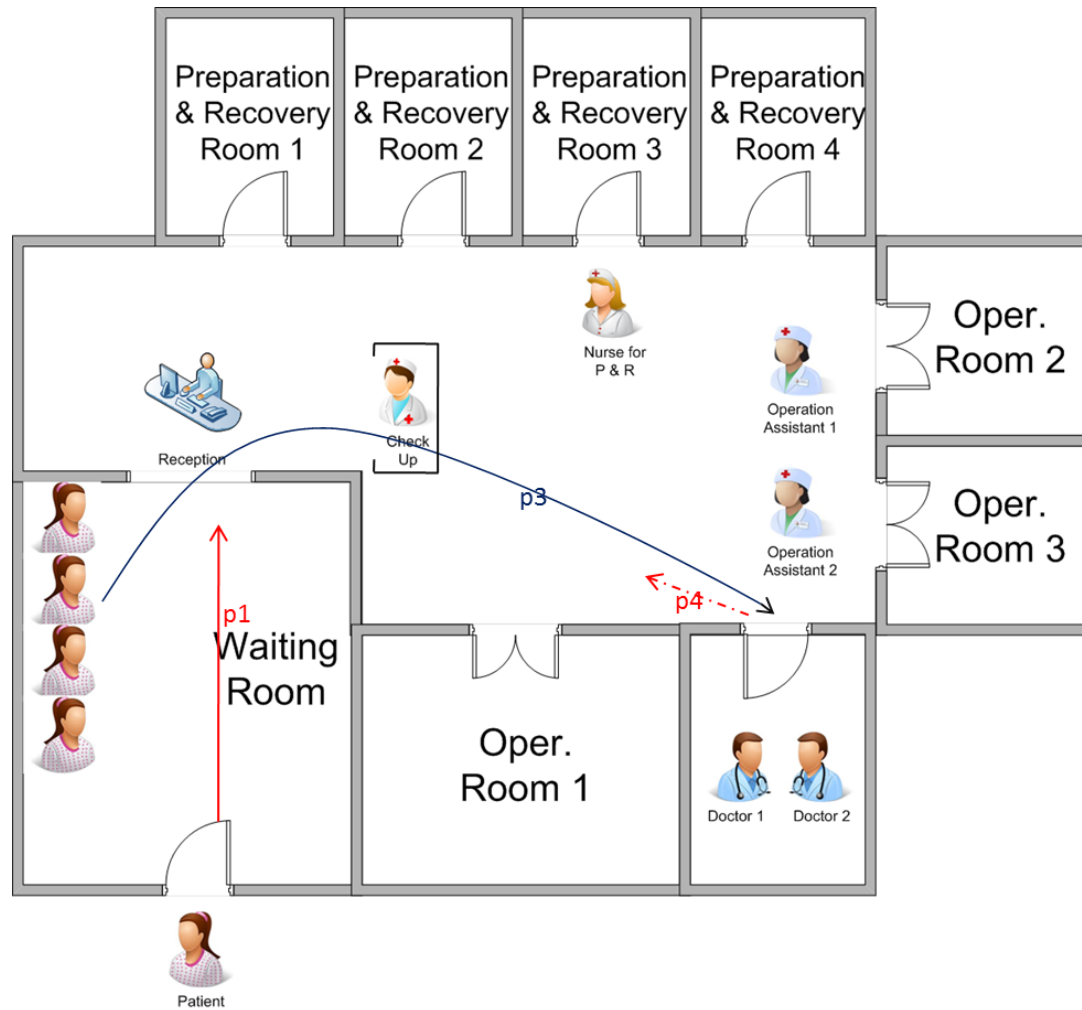 Preparation
& Recovery
Room 1
Preparation
& Recovery
Room 2
Preparation
& Recovery
Room 3
Preparation
& Recovery
Room 4
Nurse for
P & R
Operation
Assistant 1
Oper.
Room 2
Reception
Check
Up
p3
Operation
Assistant 2
Oper.
Room 3
p1
p4
Waiting
Room
Oper.
Room 1
Doctor 1
Doctor 2
Patient